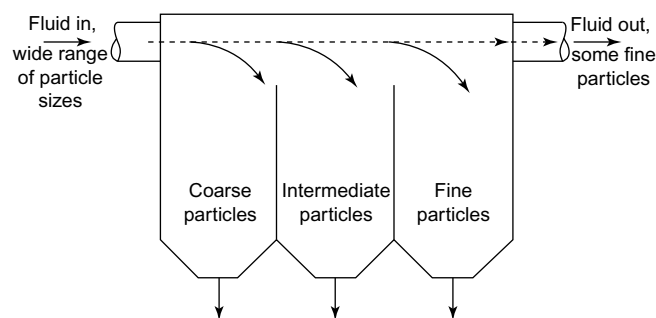 Fluid in,
wide range
of particle
sizes
Fluid out,
some fine
particles
Coarse
particles
Intermediate
particles
Fine
particles